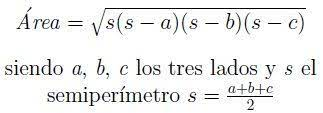 Área = √s(s − a)(s − b)(s − c)
siendo a, b, c los tres lados y s el
semiperímetro s = a+b+c/2